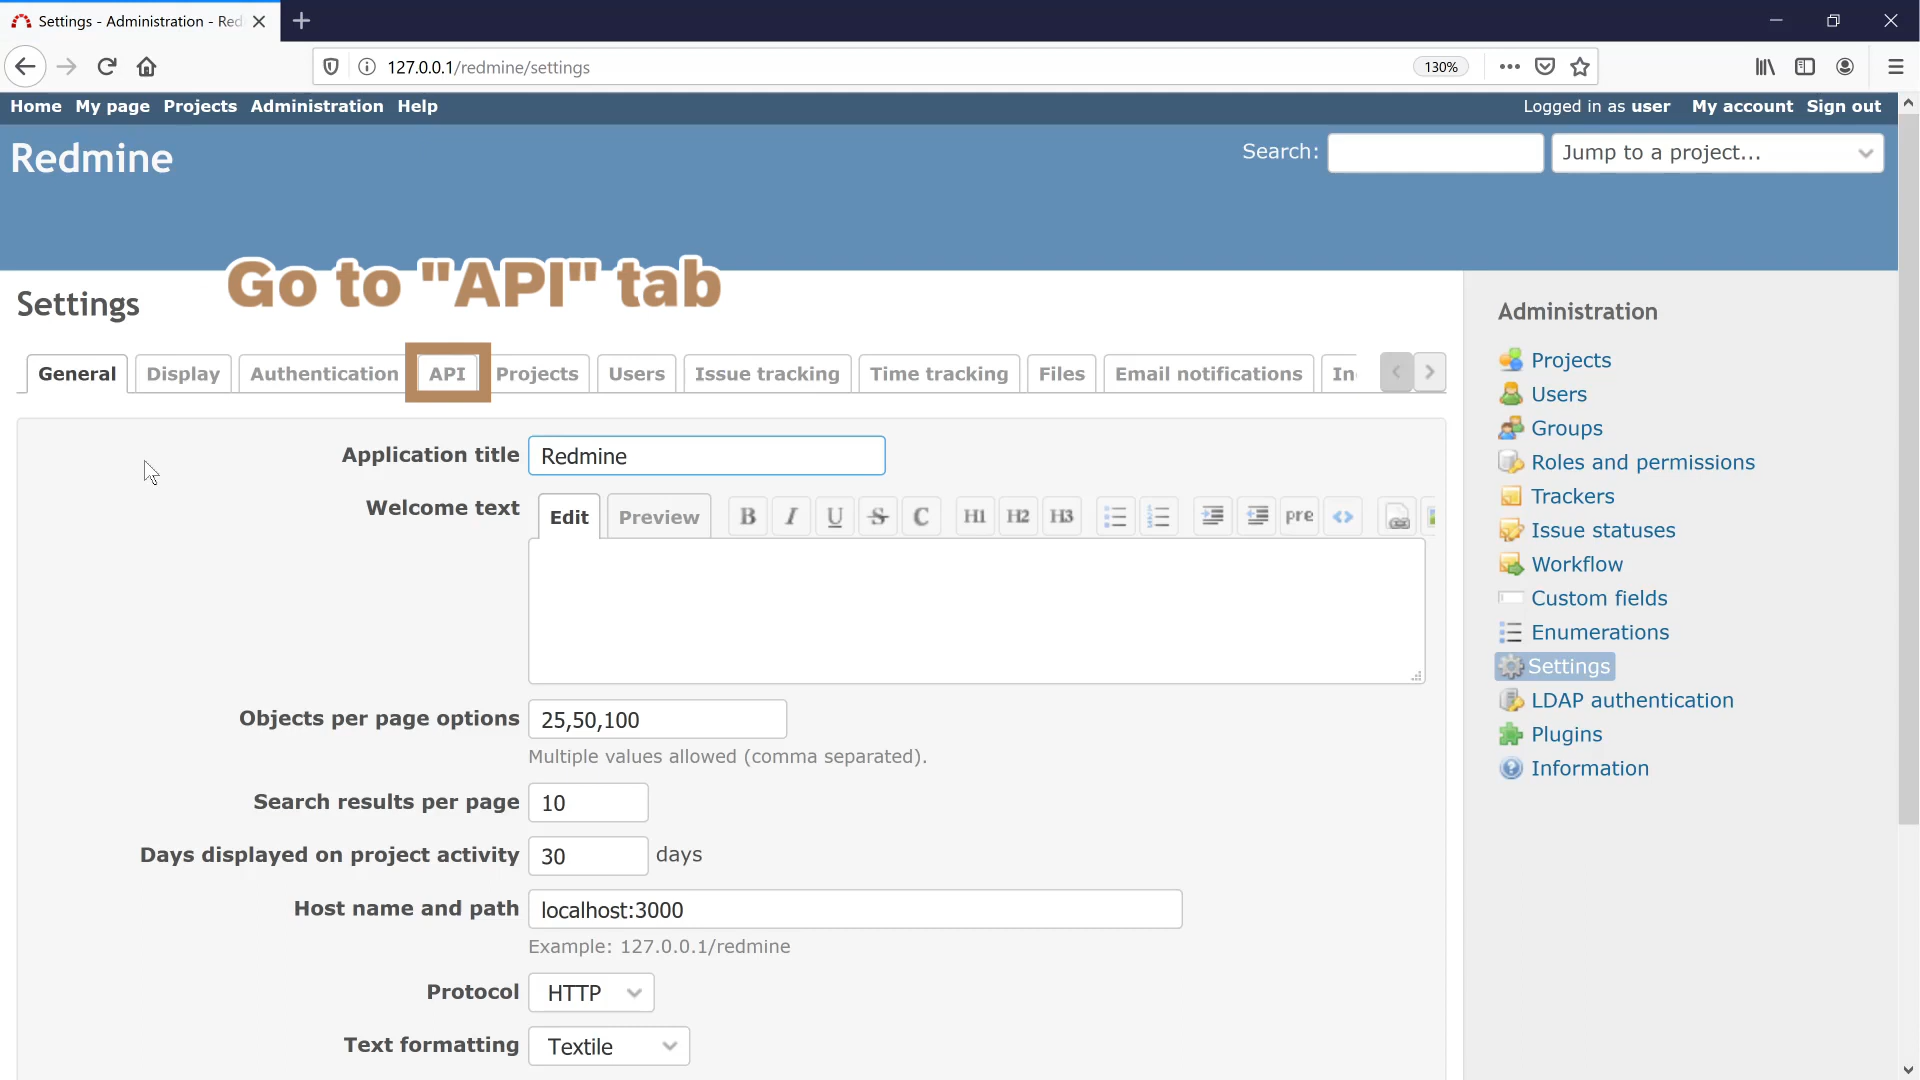 Settings - Administration - Red
127.0.0.1/redmine/settings
130%
Home My page Projects Administration Help
Logged in as user My account Sign out
Redmine
Search:
Jump to a project...
Go to "API" tab
Settings
General Display Authentication API Projects Users Issue tracking Time tracking Files Email notifications In
Application title Redmine
Welcome text Edit Preview B I U S C H1 H2 H3 pre
Objects per page options 25,50,100
Multiple values allowed (comma separated).
Search results per page 10
Days displayed on project activity 30 days
Host name and path localhost:3000
Example: 127.0.0.1/redmine
Protocol HTTP
Text formatting Textile
Administration
Projects
Users
Groups
Roles and permissions
Trackers
Issue statuses
Workflow
Custom fields
Enumerations
Settings
LDAP authentication
Plugins
Information